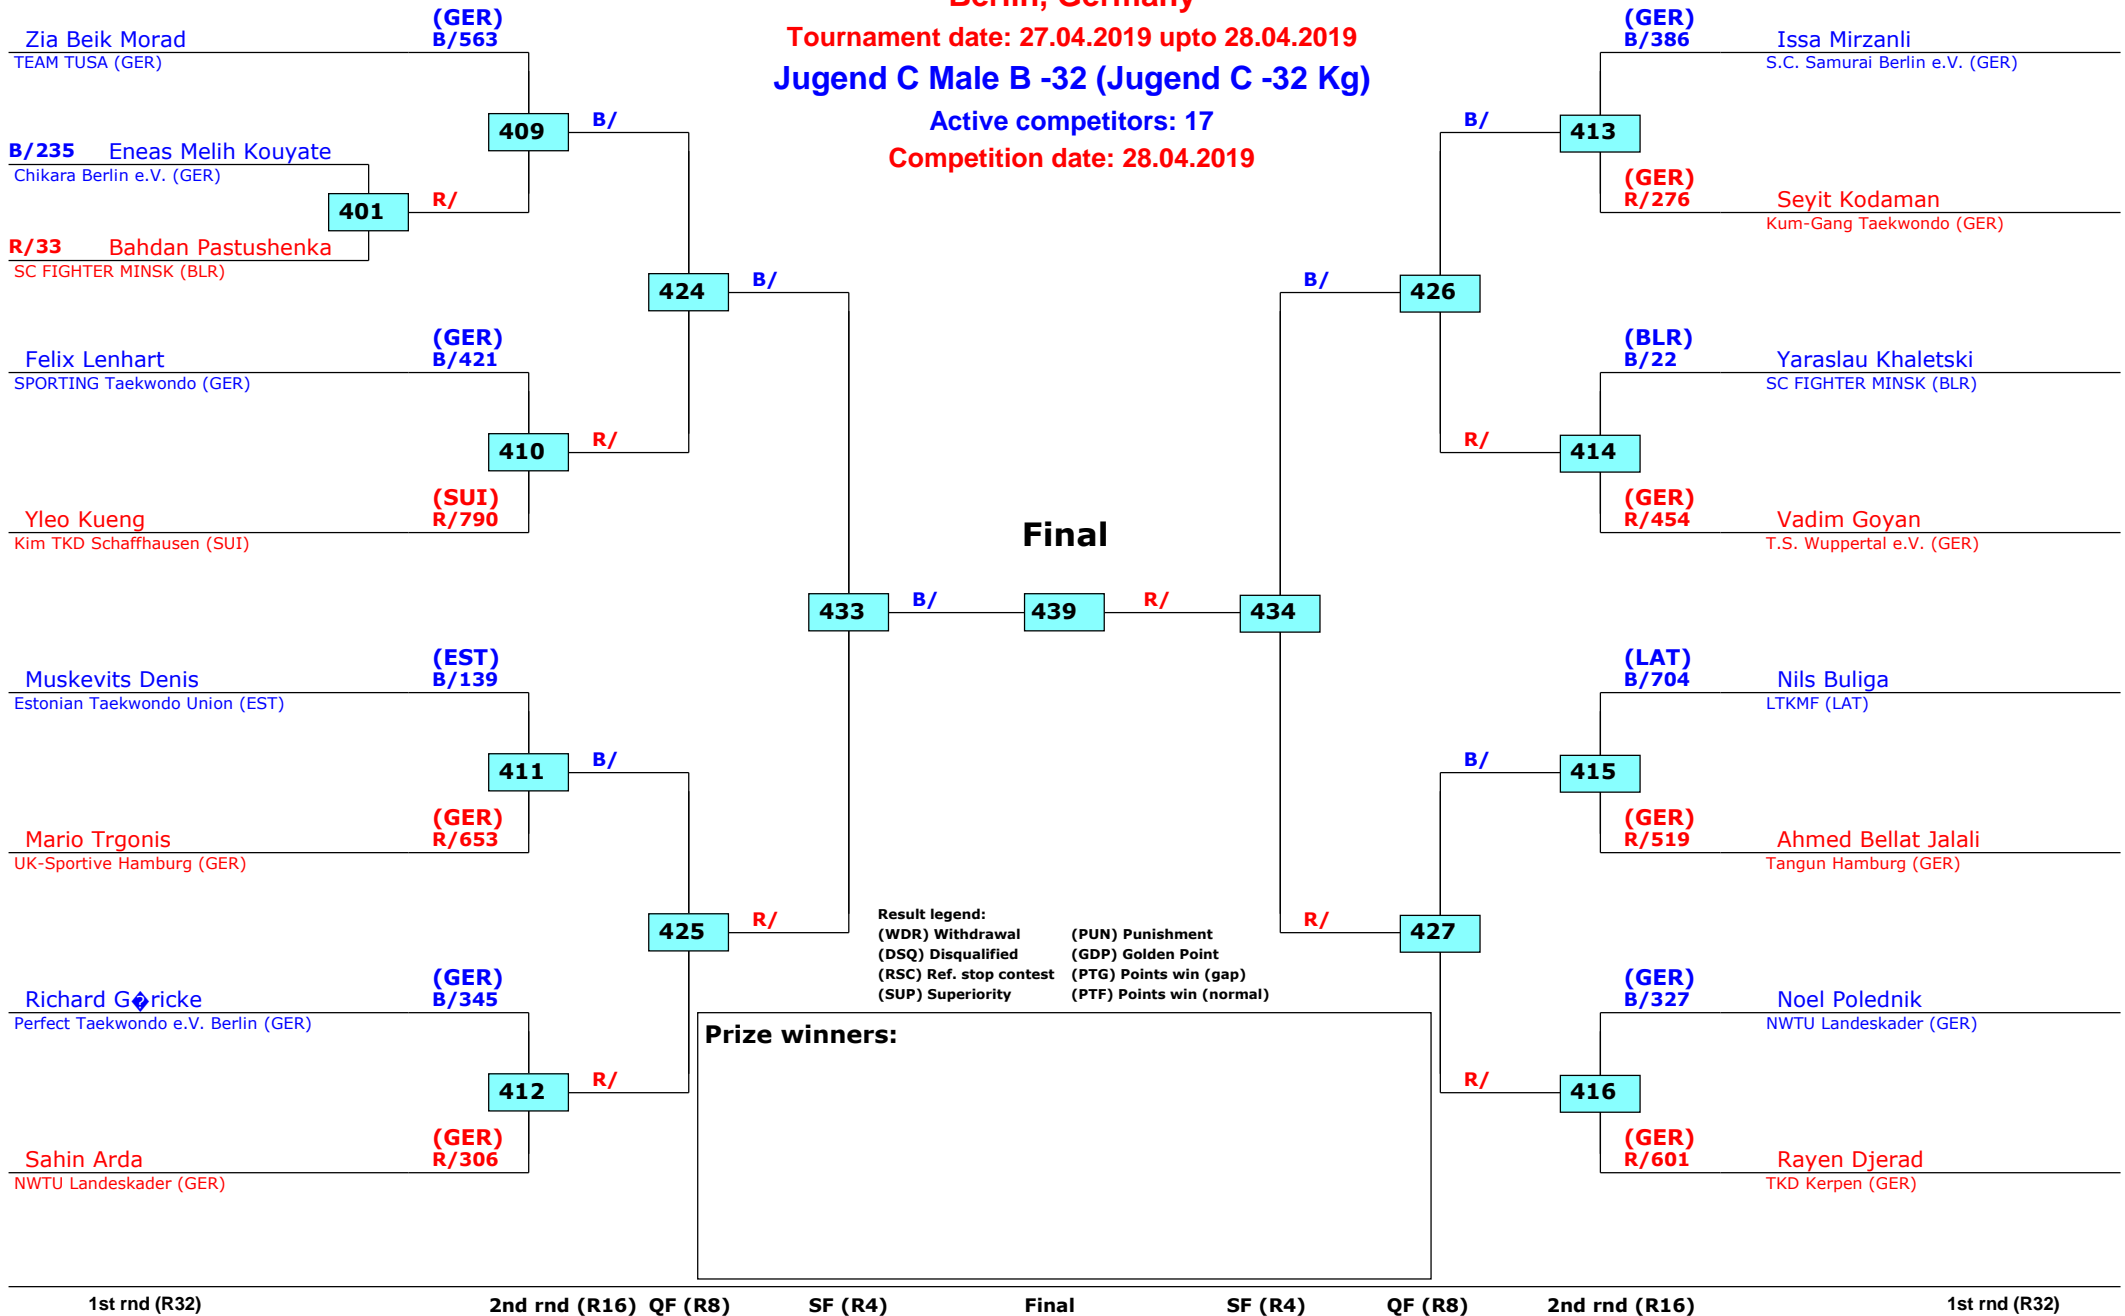 Berlin, Germany
Tournament date: 27.04.2019 upto 28.04.2019
Jugend C Male B -32 (Jugend C -32 Kg)
Active competitors: 17
Competition date: 28.04.2019
(GER)
Zia Beik Morad B/563
TEAM TUSA (GER)
409 B/
B/235 Eneas Melih Kouyate
Chikara Berlin e.V. (GER)
401 R/
R/33 Bahdan Pastushenka
SC FIGHTER MINSK (BLR)
424 B/
(GER)
Felix Lenhart B/421
SPORTING Taekwondo (GER)
410 R/
(SUI)
Yleo Kueng R/790
Kim TKD Schaffhausen (SUI)
433 B/
(EST)
Muskevits Denis B/139
Estonian Taekwondo Union (EST)
411 B/
(GER)
Mario Trgonis R/653
UK-Sportive Hamburg (GER)
425 R/
(GER)
Richard G�ricke B/345
Perfect Taekwondo e.V. Berlin (GER)
412 R/
(GER)
Sahin Arda R/306
NWTU Landeskader (GER)
Final
439
(GER)
B/386 Issa Mirzanli
S.C. Samurai Berlin e.V. (GER)
B/ 413
(GER)
R/276 Seyit Kodaman
Kum-Gang Taekwondo (GER)
B/ 426
(BLR)
B/22 Yaraslau Khaletski
SC FIGHTER MINSK (BLR)
R/ 414
(GER)
R/454 Vadim Goyan
T.S. Wuppertal e.V. (GER)
R/ 434
(LAT)
B/704 Nils Buliga
LTKMF (LAT)
B/ 415
(GER)
R/519 Ahmed Bellat Jalali
Tangun Hamburg (GER)
R/ 427
(GER)
B/327 Noel Polednik
NWTU Landeskader (GER)
R/ 416
(GER)
R/601 Rayen Djerad
TKD Kerpen (GER)
Result legend:
(WDR) Withdrawal (PUN) Punishment
(DSQ) Disqualified (GDP) Golden Point
(RSC) Ref. stop contest (PTG) Points win (gap)
(SUP) Superiority (PTF) Points win (normal)
Prize winners:
1st rnd (R32) 2nd rnd (R16) QF (R8) SF (R4) Final SF (R4) QF (R8) 2nd rnd (R16) 1st rnd (R32)